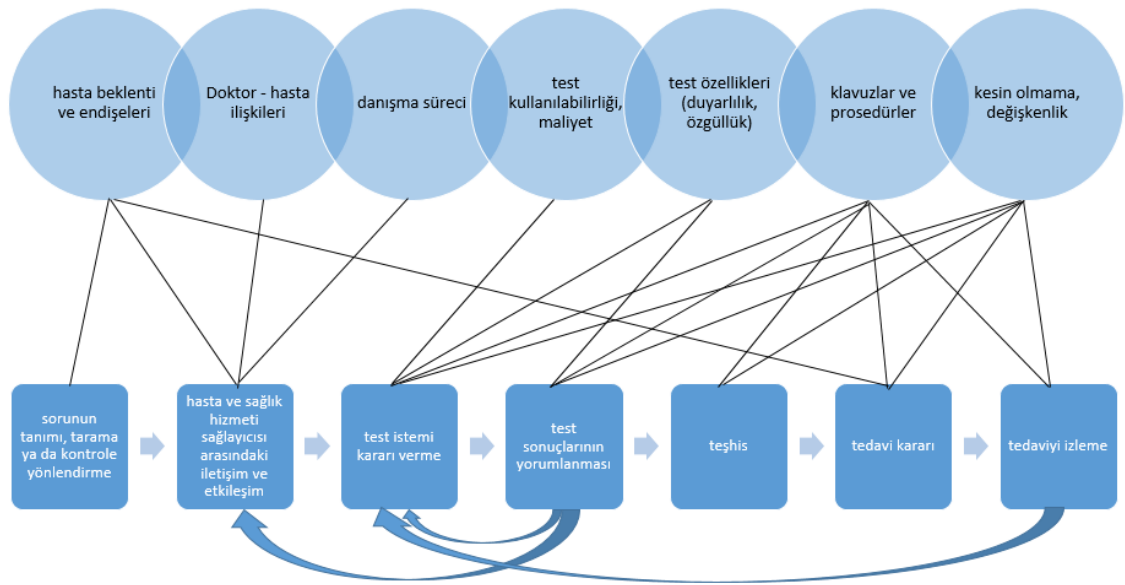 hasta beklenti
ve endişeleri
Doktor - hasta
ilişkileri
danışma süreci
test
kullanılabilirliği,
maliyet
test özellikleri
(duyarlılık,
özgüllük)
klavuzlar ve
prosedürler
kesin olmama,
değişkenlik
sorunun
tanımı, tarama
ya da kontrole
yönlendirme
hasta ve sağlık
hizmeti
sağlayıcısı
arasındaki
iletişim ve
etkileşim
test istemi
kararı verme
test
sonuçlarının
yorumlanması
teşhis
tedavi kararı
tedaviyi izleme